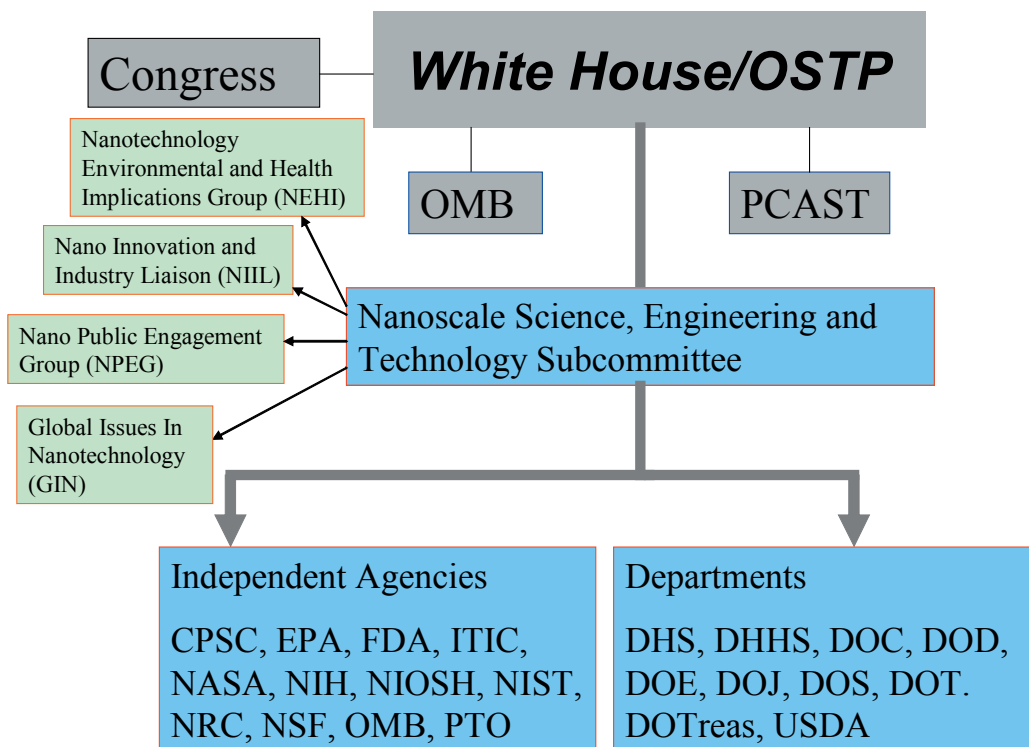 Congress
White House/OSTP
OMB
PCAST
Nanotechnology
Environmental and Health
Implications Group (NEHI)
Nano Innovation and
Industry Liaison (NIIL)
Nano Public Engagement
Group (NPEG)
Global Issues In
Nanotechnology
(GIN)
Nanoscale Science, Engineering and
Technology Subcommittee
Independent Agencies
CPSC, EPA, FDA, ITIC,
NASA, NIH, NIOSH, NIST,
NRC, NSF, OMB, PTO
Departments
DHS, DHHS, DOC, DOD,
DOE, DOJ, DOS, DOT.
DOTreas, USDA